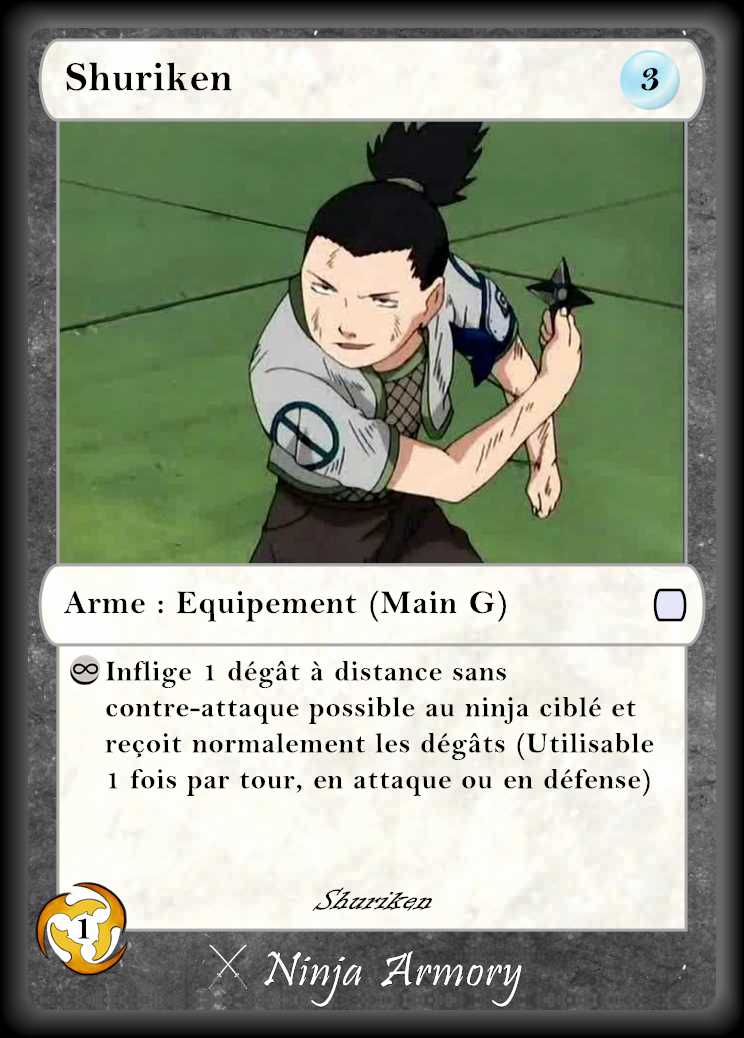 Shuriken
3
Arme : Equipement (Main G)
∞ Inflige 1 dégât à distance sans
contre-attaque possible au ninja ciblé et
reçoit normalement les dégâts (Utilisable
1 fois par tour, en attaque ou en défense)
Shuriken
1
Ninja Armory